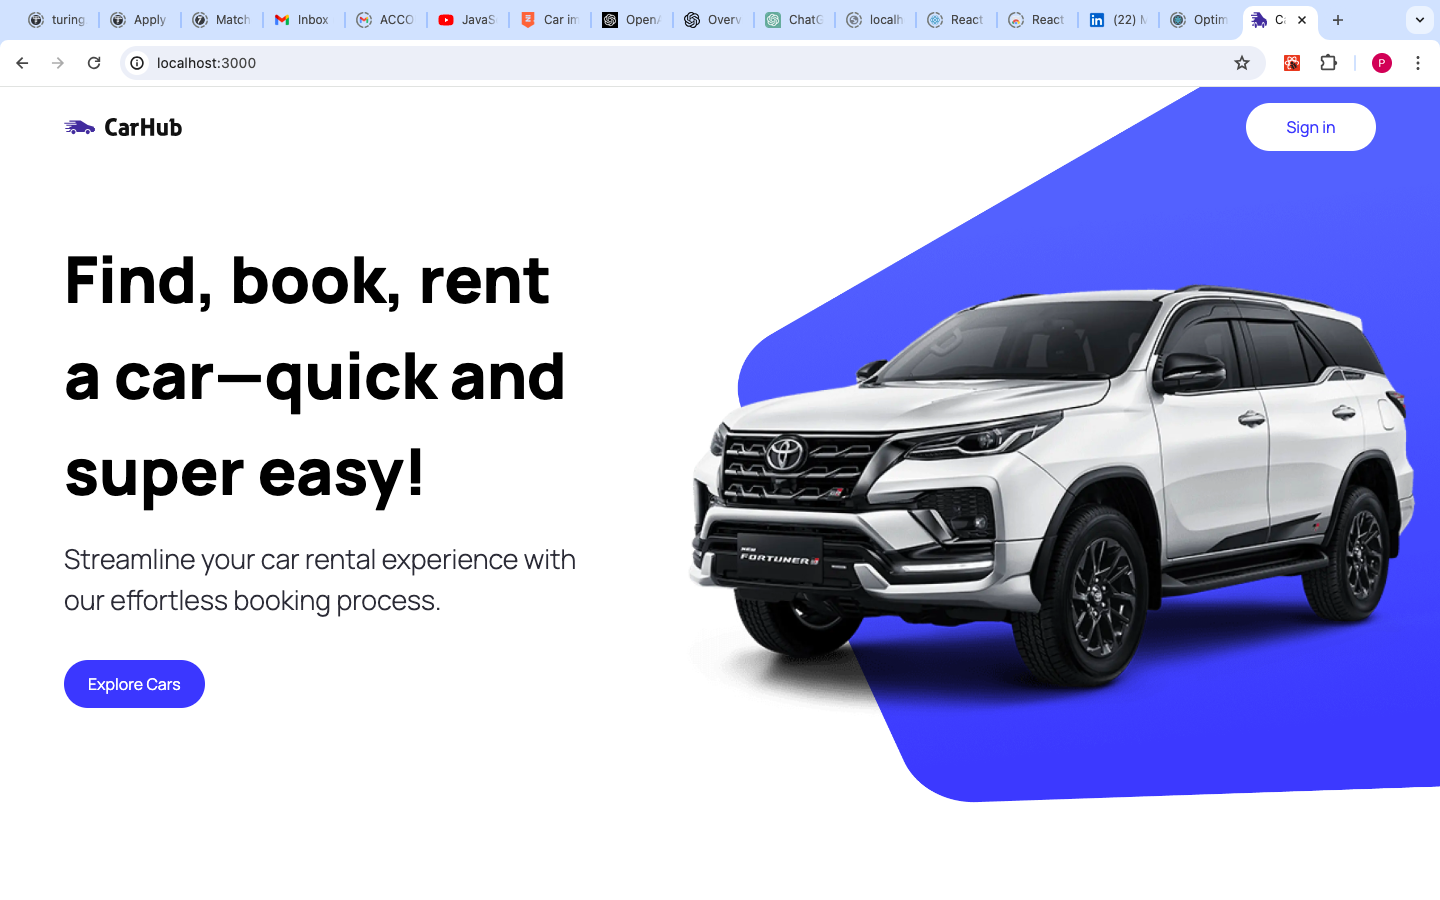 turing
Apply
Match
Inbox
ACCO
JavaS
Car im
OpenA
Overv
ChatG
localh
React
React
(22) M
Optim
Ca
localhost:3000
P
CarHub
Sign in
Find, book, rent
a car—quick and
super easy!
Streamline your car rental experience with
our effortless booking process.
Explore Cars
NEW
FORTUNER